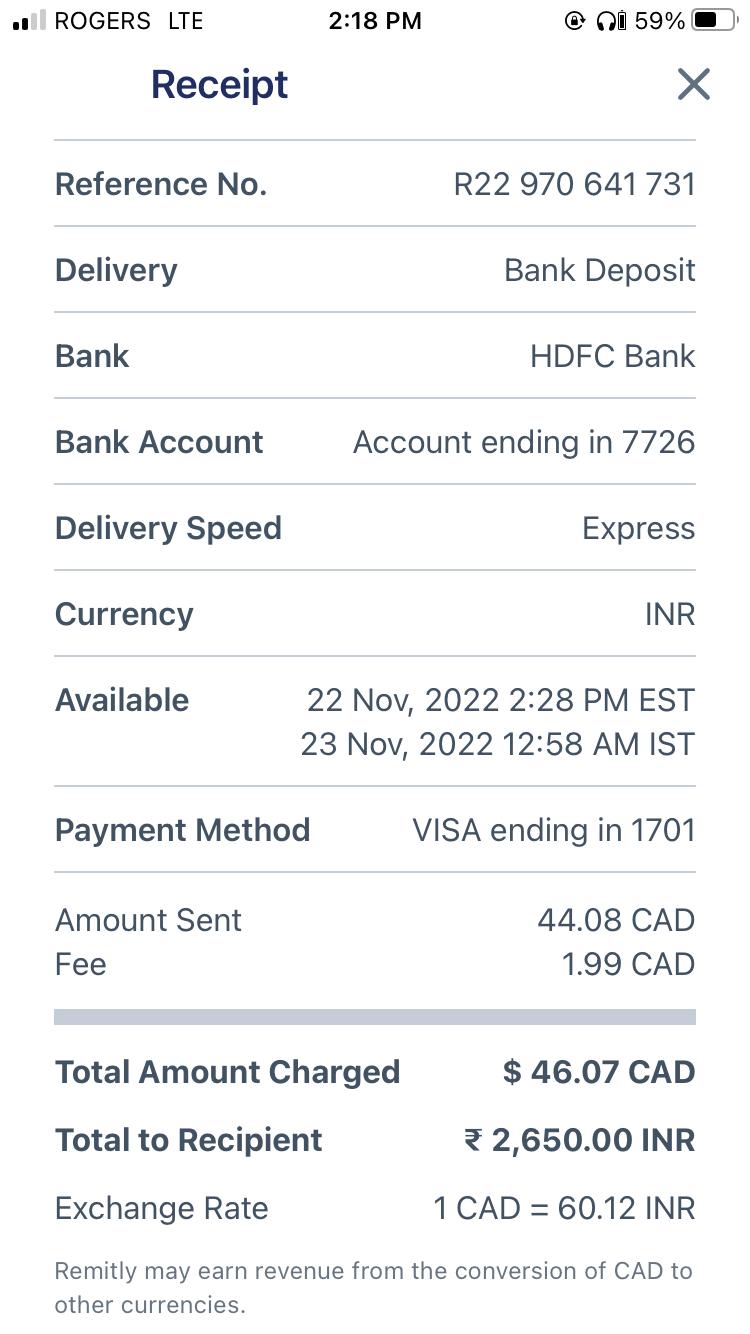 ROGERS LTE 2:18 PM 59%
Receipt
Reference No. R22 970 641 731
Delivery Bank Deposit
Bank HDFC Bank
Bank Account Account ending in 7726
Delivery Speed Express
Currency INR
Available 22 Nov, 2022 2:28 PM EST
23 Nov, 2022 12:58 AM IST
Payment Method VISA ending in 1701
Amount Sent 44.08 CAD
Fee 1.99 CAD
Total Amount Charged $ 46.07 CAD
Total to Recipient ₹ 2,650.00 INR
Exchange Rate 1 CAD = 60.12 INR
Remitly may earn revenue from the conversion of CAD to
other currencies.